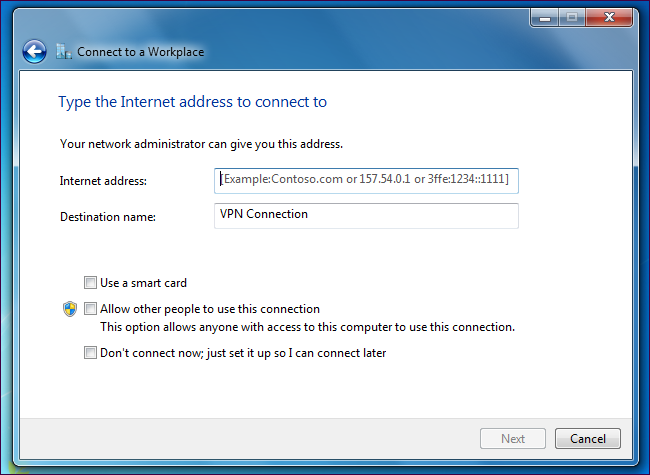 Connect to a Workplace
Type the Internet address to connect to
Your network administrator can give you this address.
Internet address:
[Example:Contoso.com or 157.54.0.1 or 3ffe:1234::1111]
Destination name:
VPN Connection
Use a smart card
Allow other people to use this connection
This option allows anyone with access to this computer to use this connection.
Don't connect now; just set it up so I can connect later
Next
Cancel